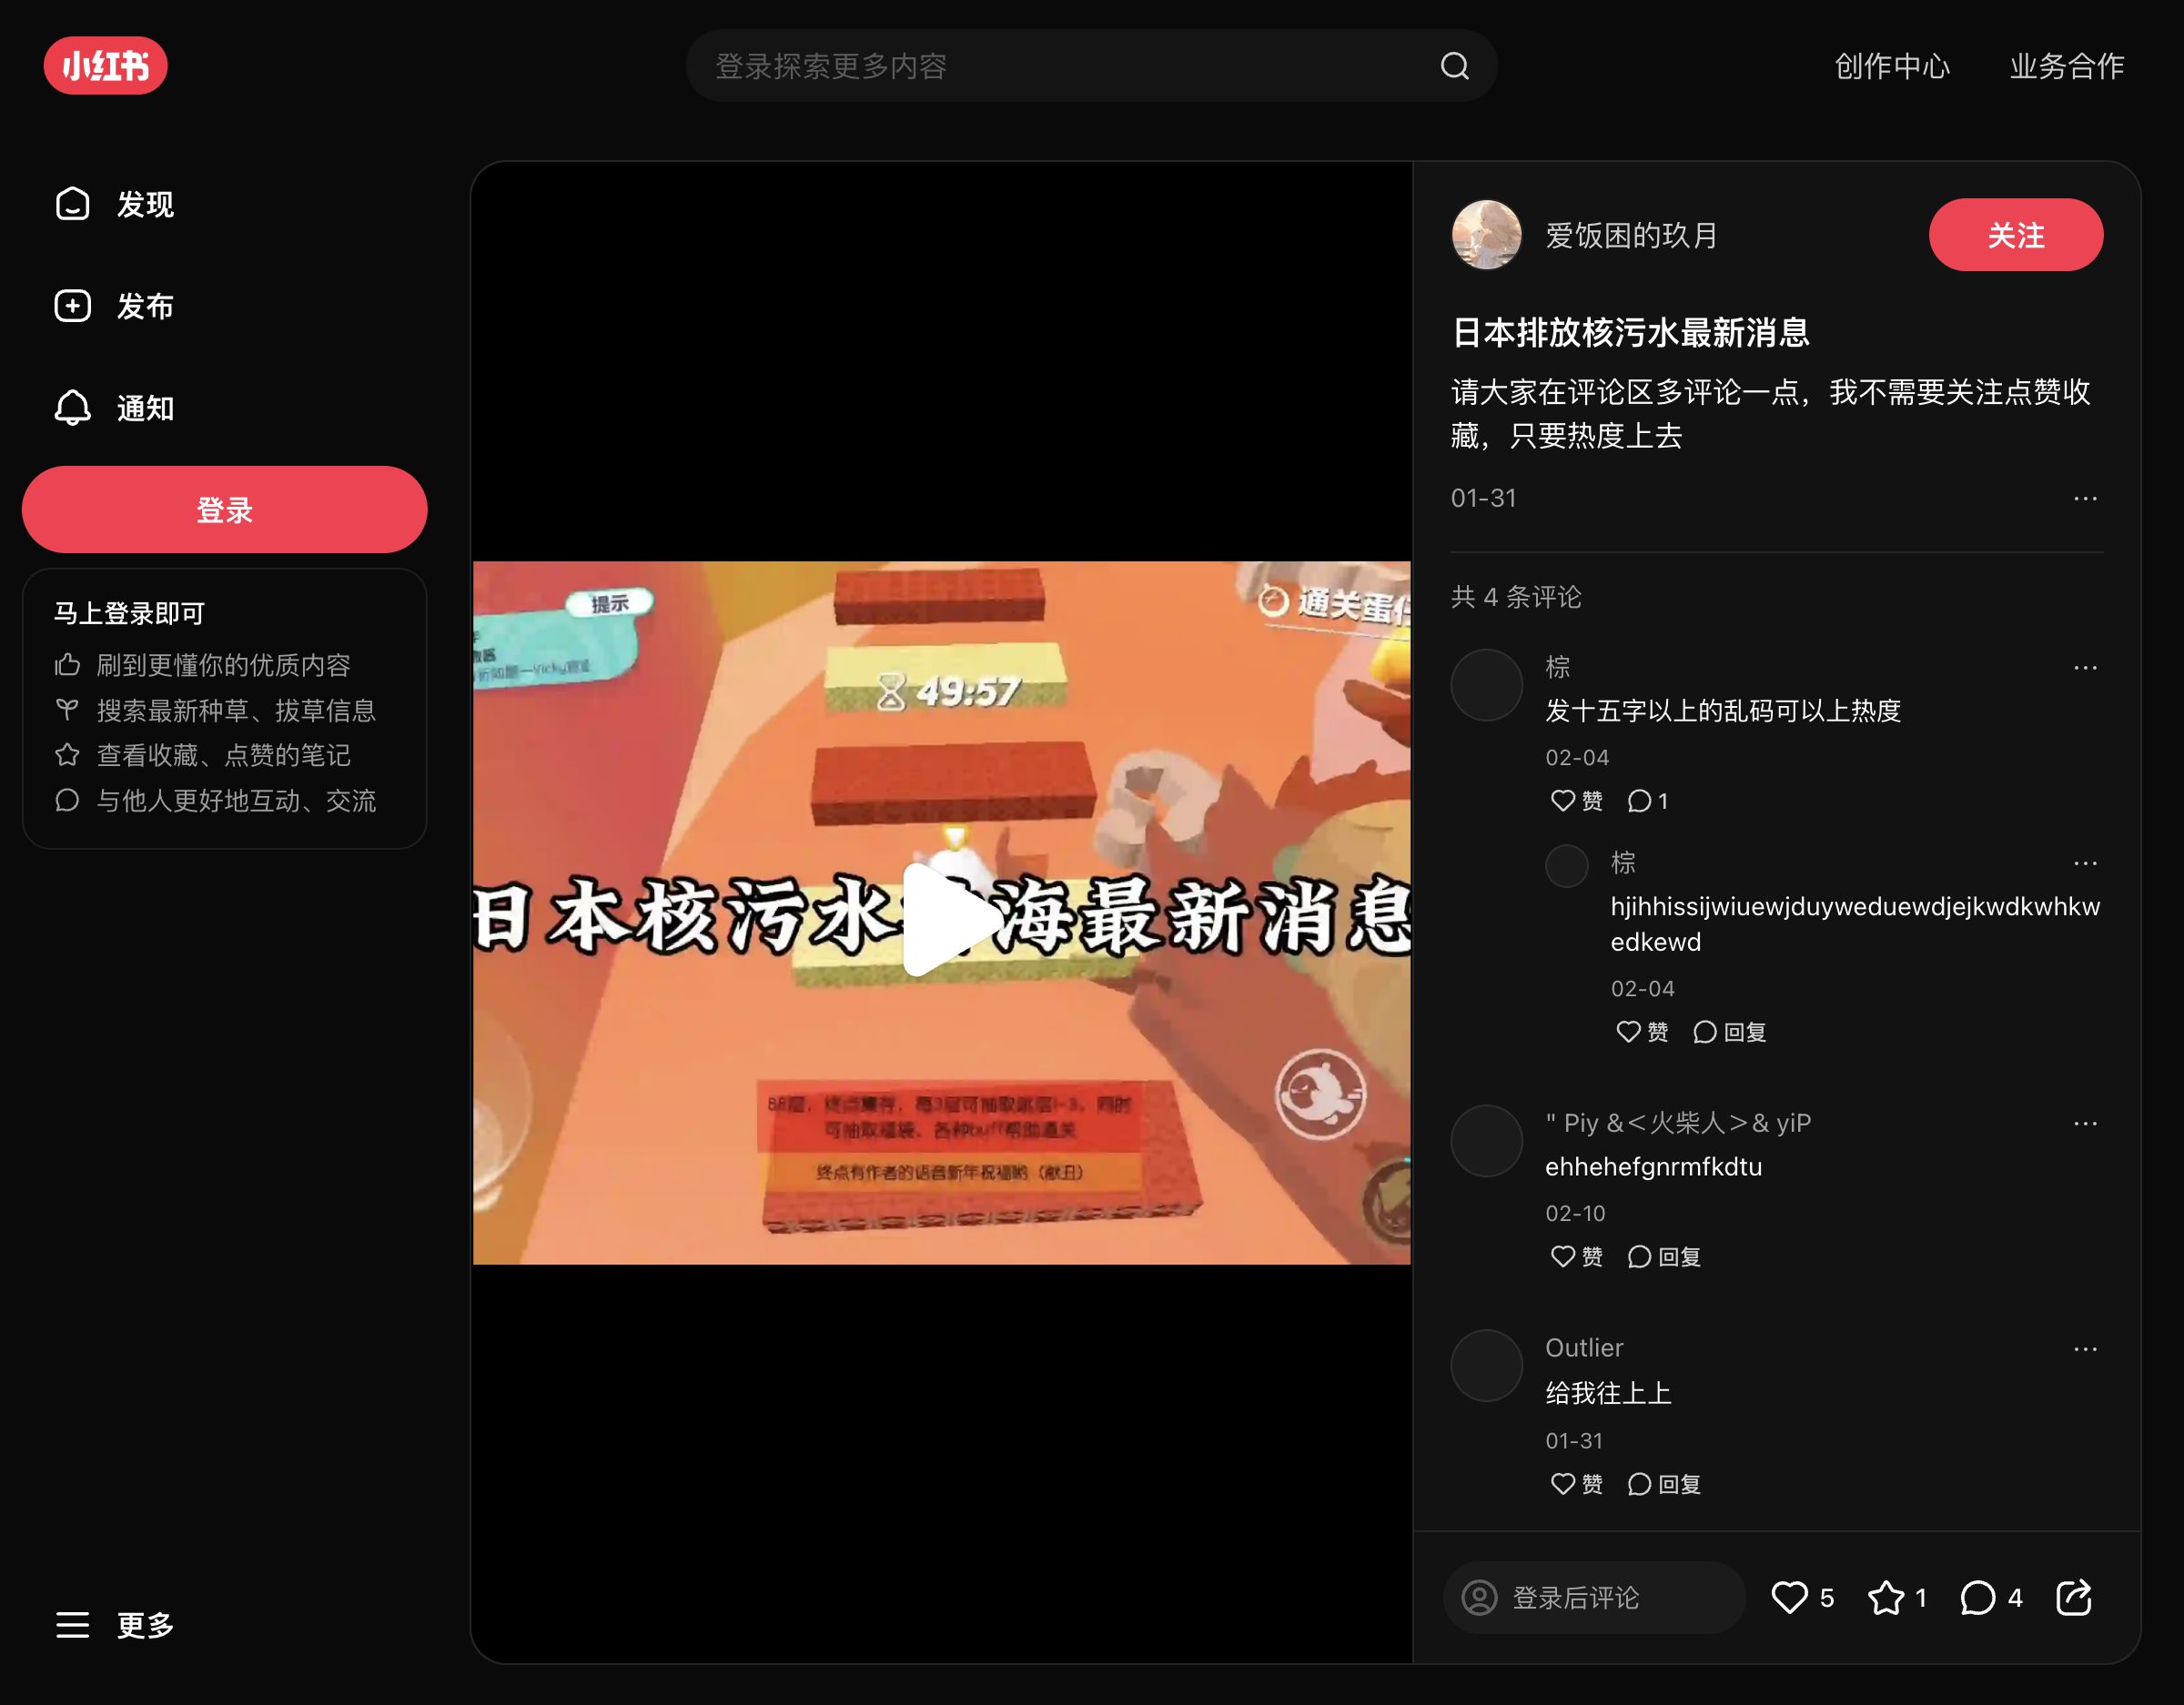 小红书
登录探索更多内容
创作中心
业务合作
发现
发布
通知
登录
马上登录即可
刷到更懂你的优质内容
搜索最新种草、拔草信息
查看收藏、点赞的笔记
与他人更好地互动、交流
更多
提示
通关蛋仔
49:57
日本核污水海最新消息
终点有作者的语音新年祝福哟（献丑）
爱饭困的玖月
关注
日本排放核污水最新消息
请大家在评论区多评论一点，我不需要关注点赞收
藏，只要热度上去
01-31
共 4 条评论
棕
发十五字以上的乱码可以上热度
02-04
赞 1
棕
hjihhissijwiuewjduyweduewdjejkwdkwhkw
edkewd
02-04
赞 回复
" Piy &＜火柴人＞& yiP
ehhehefgnrmfkdtu
02-10
赞 回复
Outlier
给我往上上
01-31
赞 回复
登录后评论
5 1 4